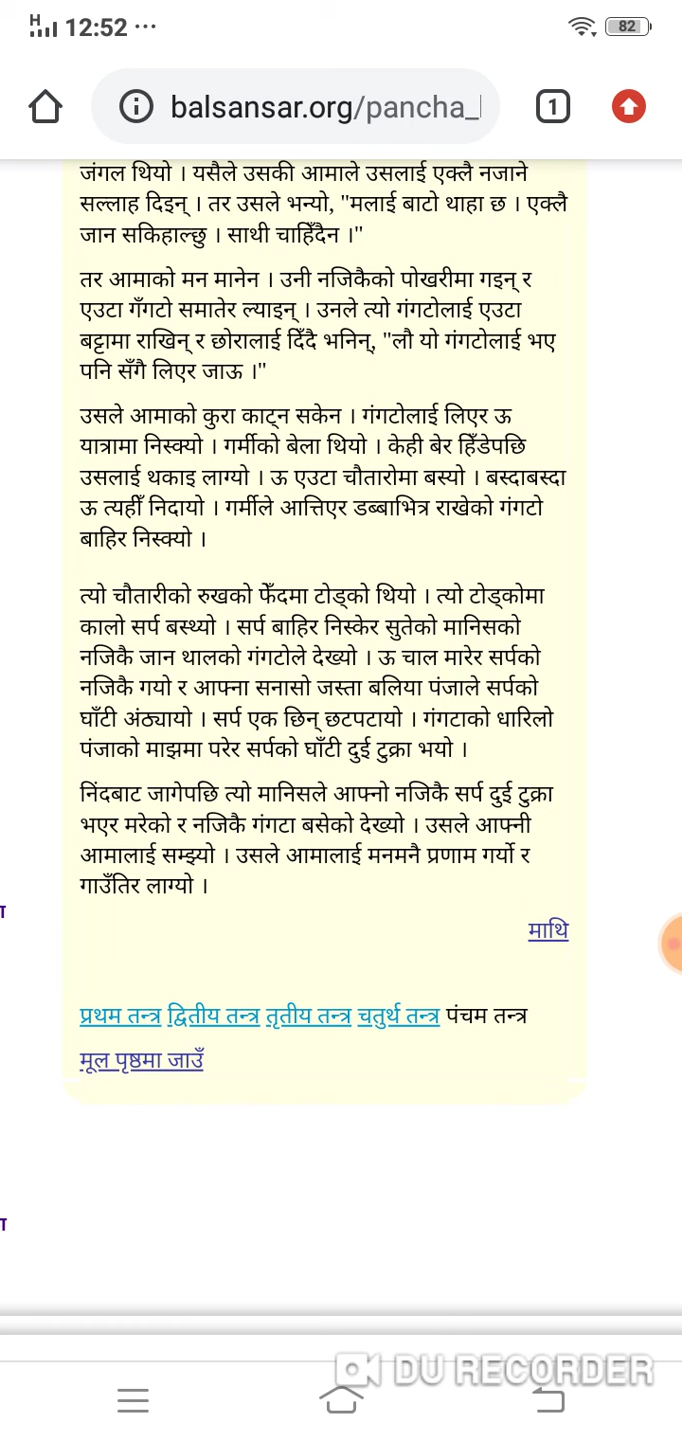 H
12:52 ...
82
balsansar.org/pancha_
1
जंगल थियो । यसैले उसकी आमाले उसलाई एक्लै नजाने
सल्लाह दिइन् । तर उसले भन्यो, "मलाई बाटो थाहा छ । एक्लै
जान सकिहाल्छु । साथी चाहिँदैन ।"
तर आमाको मन मानेन । उनी नजिकैको पोखरीमा गइन् र
एउटा गँगटो समातेर ल्याइन् । उनले त्यो गंगटोलाई एउटा
बट्टामा राखिन् र छोरालाई दिँदै भनिन्, "लौ यो गंगटोलाई भए
पनि सँगै लिएर जाऊ ।"
उसले आमाको कुरा काट्न सकेन । गंगटोलाई लिएर ऊ
यात्रामा निस्क्यो । गर्मीको बेला थियो । केही बेर हिँडेपछि
उसलाई थकाइ लाग्यो । ऊ एउटा चौतारोमा बस्यो । बस्दाबस्दा
ऊ त्यहीँ निदायो । गर्मीले आत्तिएर डब्बाभित्र राखेको गंगटो
बाहिर निस्क्यो ।
त्यो चौतारीको रुखको फेँदमा टोड्को थियो । त्यो टोड्कोमा
कालो सर्प बस्थ्यो । सर्प बाहिर निस्केर सुतेको मानिसको
नजिकै जान थालको गंगटोले देख्यो । ऊ चाल मारेर सर्पको
नजिकै गयो र आफ्ना सनासो जस्ता बलिया पंजाले सर्पको
घाँटी अंठ्यायो । सर्प एक छिन् छटपटायो । गंगटाको धारिलो
पंजाको माझमा परेर सर्पको घाँटी दुई टुक्रा भयो ।
निंदबाट जागेपछि त्यो मानिसले आफ्नो नजिकै सर्प दुई टुक्रा
भएर मरेको र नजिकै गंगटा बसेको देख्यो । उसले आफ्नी
आमालाई सम्झ्यो । उसले आमालाई मनमनै प्रणाम गर्यो र
गाउँतिर लाग्यो ।
माथि
प्रथम तन्त्र द्वितीय तन्त्र तृतीय तन्त्र चतुर्थ तन्त्र पंचम तन्त्र
मूल पृष्ठमा जाउँ
DU RECORDER